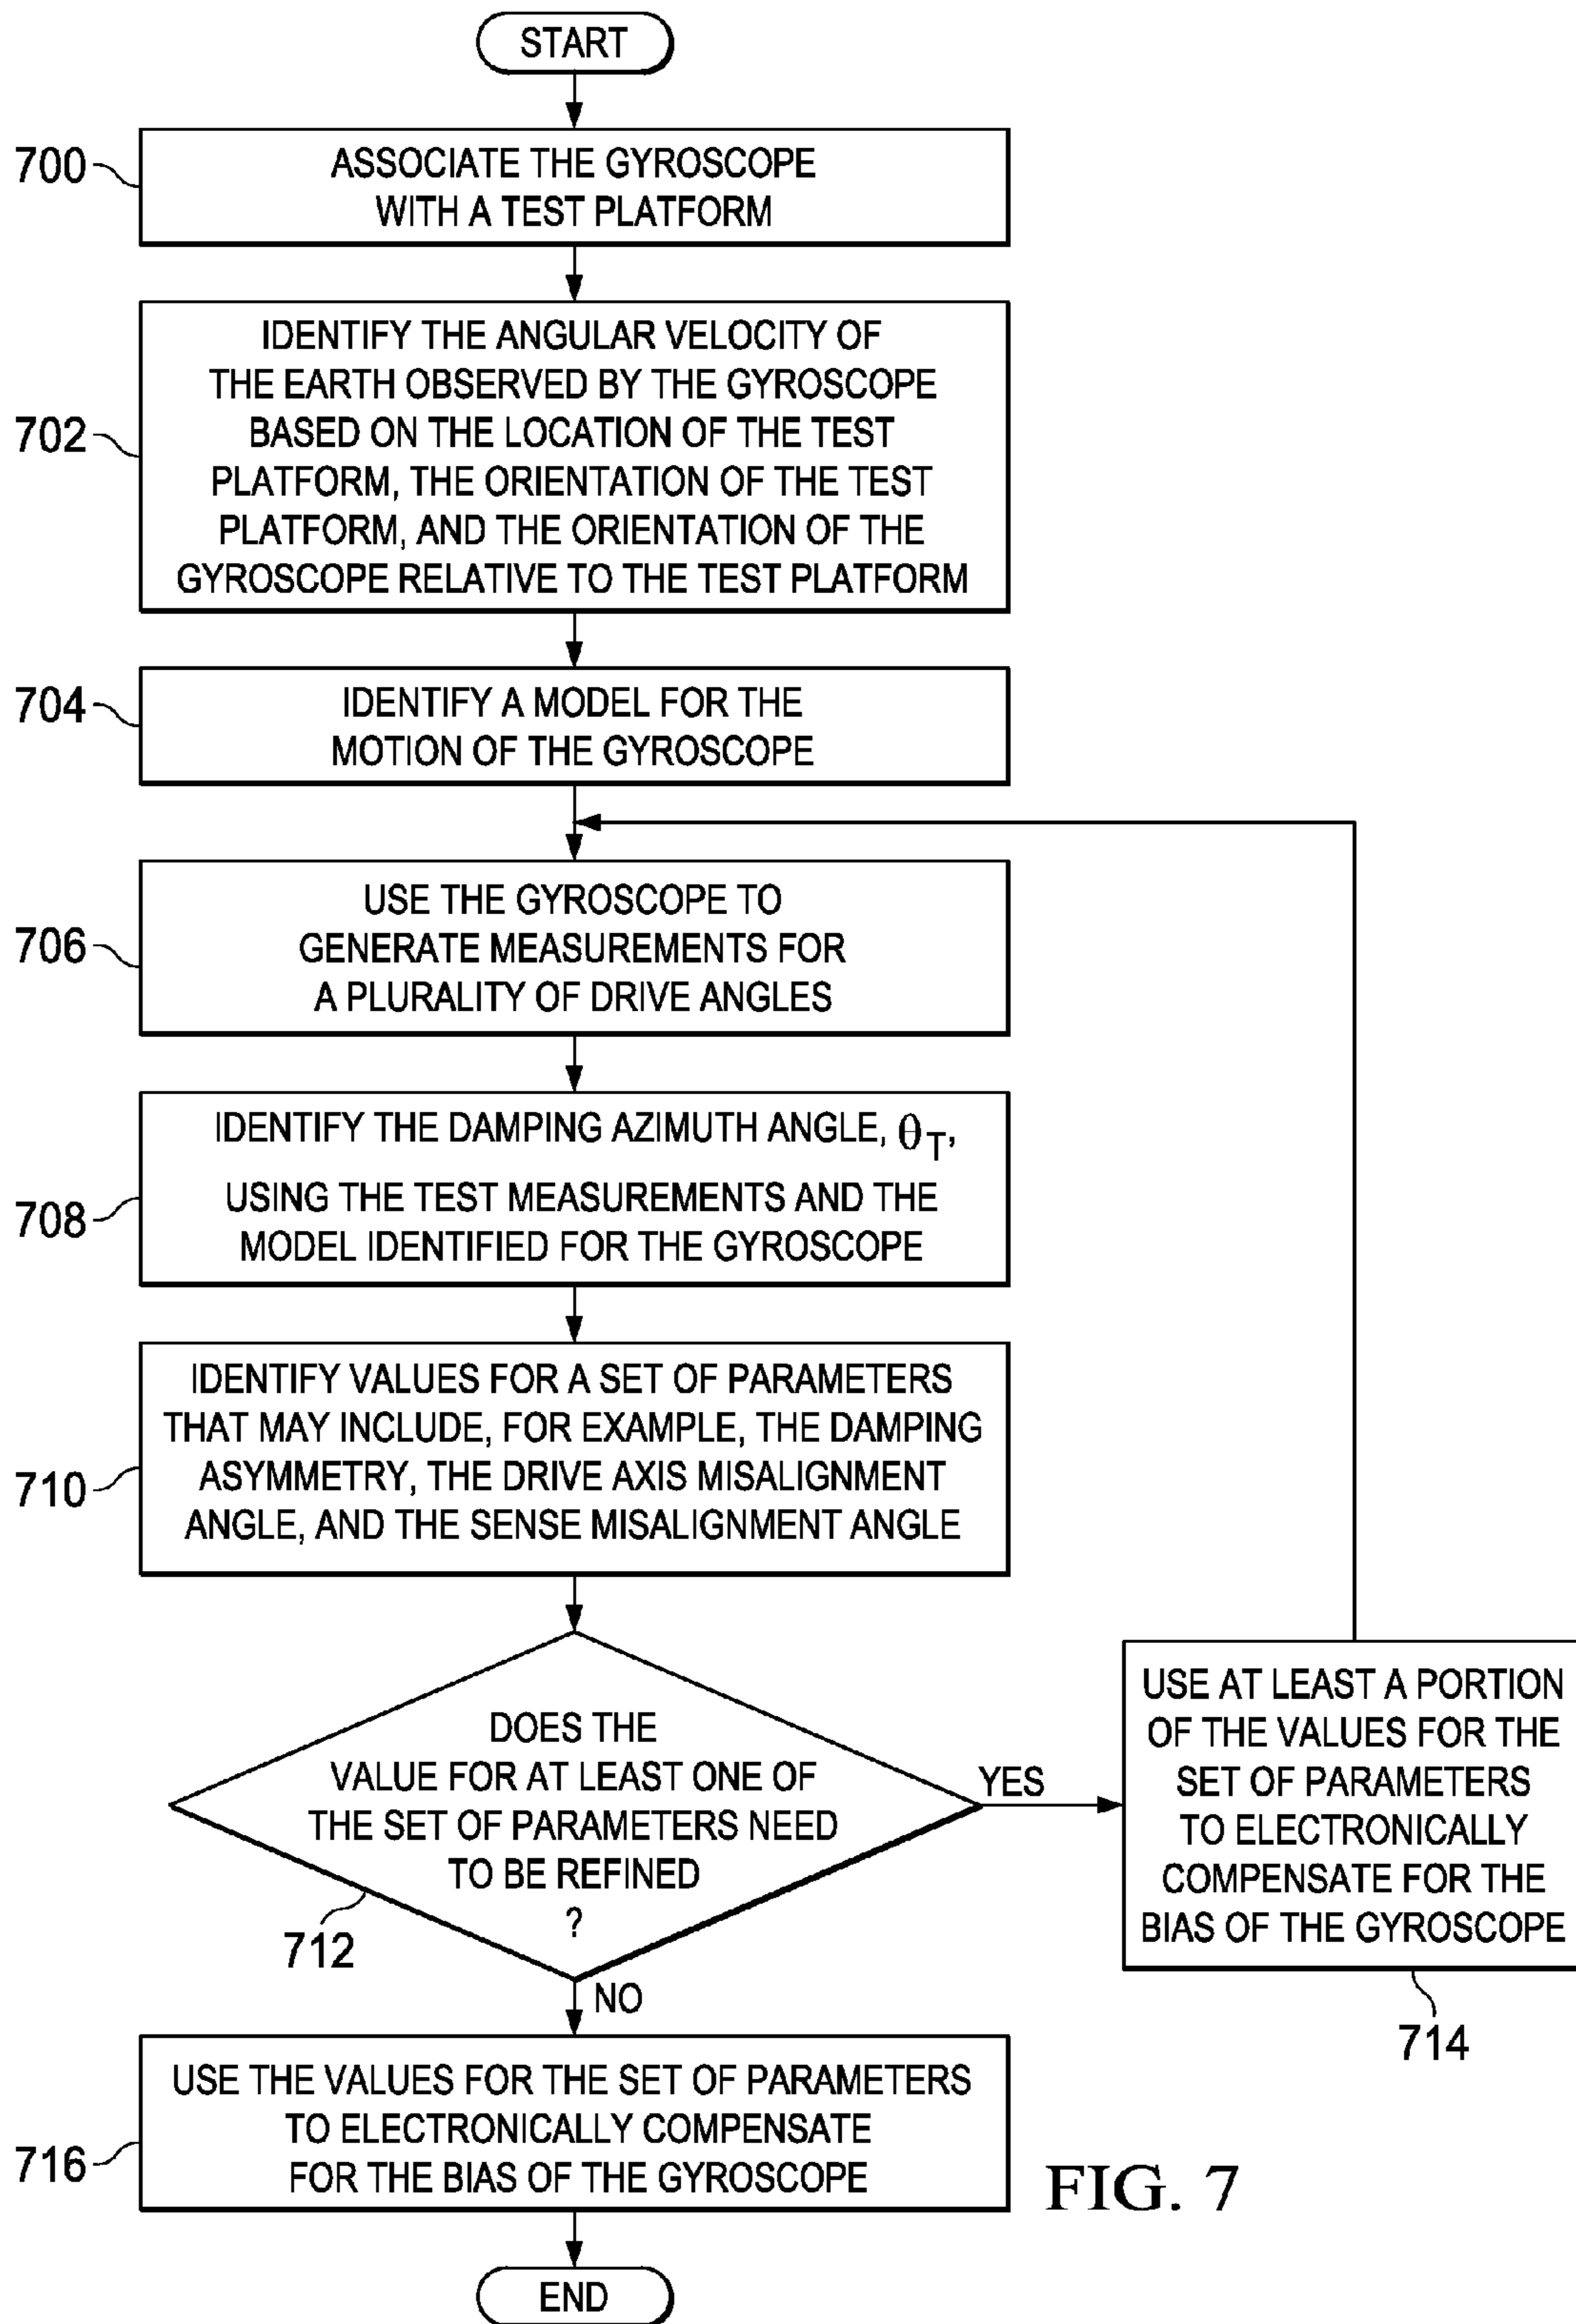 START
700
ASSOCIATE THE GYROSCOPE
WITH A TEST PLATFORM
702
IDENTIFY THE ANGULAR VELOCITY OF
THE EARTH OBSERVED BY THE GYROSCOPE
BASED ON THE LOCATION OF THE TEST
PLATFORM, THE ORIENTATION OF THE TEST
PLATFORM, AND THE ORIENTATION OF THE
GYROSCOPE RELATIVE TO THE TEST PLATFORM
704
IDENTIFY A MODEL FOR THE
MOTION OF THE GYROSCOPE
706
USE THE GYROSCOPE TO
GENERATE MEASUREMENTS FOR
A PLURALITY OF DRIVE ANGLES
708
IDENTIFY THE DAMPING AZIMUTH ANGLE, θT,
USING THE TEST MEASUREMENTS AND THE
MODEL IDENTIFIED FOR THE GYROSCOPE
710
IDENTIFY VALUES FOR A SET OF PARAMETERS
THAT MAY INCLUDE, FOR EXAMPLE, THE DAMPING
ASYMMETRY, THE DRIVE AXIS MISALIGNMENT
ANGLE, AND THE SENSE MISALIGNMENT ANGLE
DOES THE
VALUE FOR AT LEAST ONE OF
THE SET OF PARAMETERS NEED
TO BE REFINED
?
712
YES
USE AT LEAST A PORTION
OF THE VALUES FOR THE
SET OF PARAMETERS
TO ELECTRONICALLY
COMPENSATE FOR THE
BIAS OF THE GYROSCOPE
714
NO
716
USE THE VALUES FOR THE SET OF PARAMETERS
TO ELECTRONICALLY COMPENSATE
FOR THE BIAS OF THE GYROSCOPE
FIG. 7
END